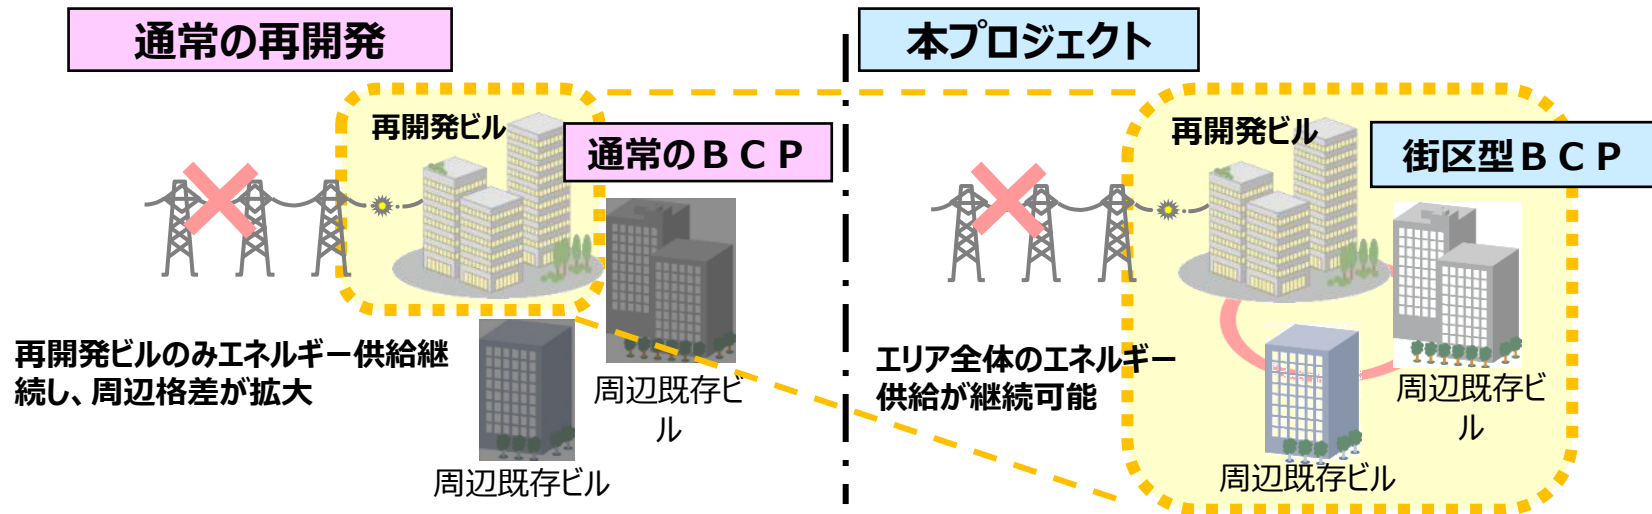 通常の再開発
再開発ビル
通常のＢＣＰ
再開発ビルのみエネルギー供給継
続し、周辺格差が拡大
周辺既存ビ
ル
周辺既存ビル
本プロジェクト
再開発ビル
街区型ＢＣＰ
エリア全体のエネルギー
供給が継続可能
周辺既存ビ
ル
周辺既存ビル